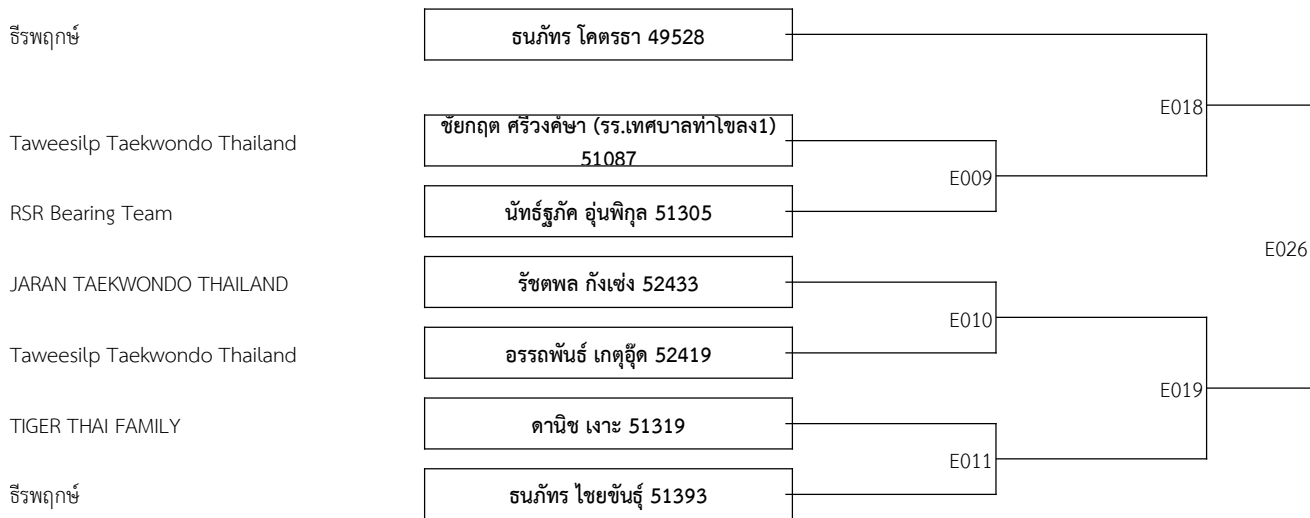 ธีรพฤกษ์ ธนภัทร โคตรธา 49528
E018
Taweesilp Taekwondo Thailand ชัยกฤต ศรีวงค์ษา (รร.เทศบาลท่าโขลง1)
51087
E009
RSR Bearing Team นัทธ์ฐภัค อุ่นพิกุล 51305
E026
JARAN TAEKWONDO THAILAND รัชตพล กังเซ่ง 52433
E010
Taweesilp Taekwondo Thailand อรรถพันธ์ เกตุอุ๊ด 52419
E019
TIGER THAI FAMILY ดานิช เงาะ 51319
E011
ธีรพฤกษ์ ธนภัทร ไชยขันธุ์ 51393